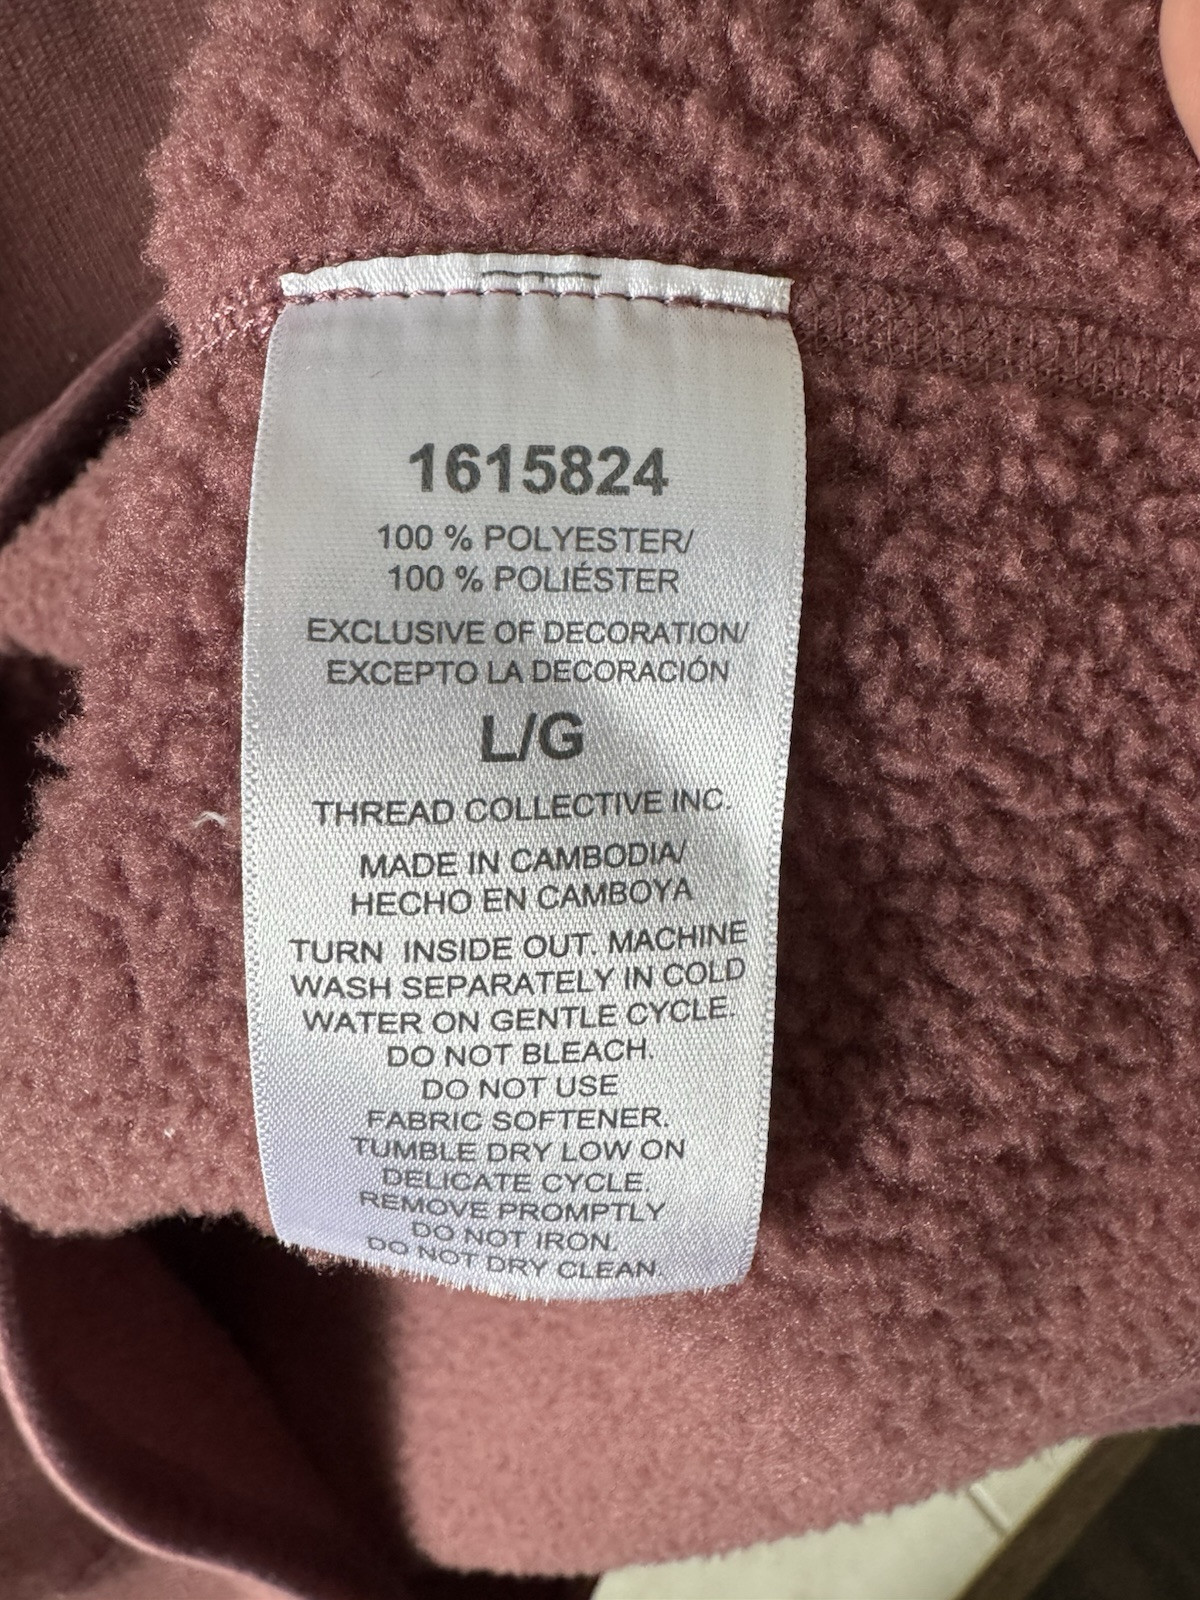 1615824
100 % POLYESTER/
100 % POLIÉSTER
EXCLUSIVE OF DECORATION/
EXCEPTO LA DECORACIÓN
L/G
THREAD COLLECTIVE INC.
MADE IN CAMBODIA/
HECHO EN CAMBOYA
TURN INSIDE OUT. MACHINE
WASH SEPARATELY IN COLD
WATER ON GENTLE CYCLE.
DO NOT BLEACH.
DO NOT USE
FABRIC SOFTENER.
TUMBLE DRY LOW ON
DELICATE CYCLE.
REMOVE PROMPTLY
DO NOT IRON.
DO NOT DRY CLEAN.